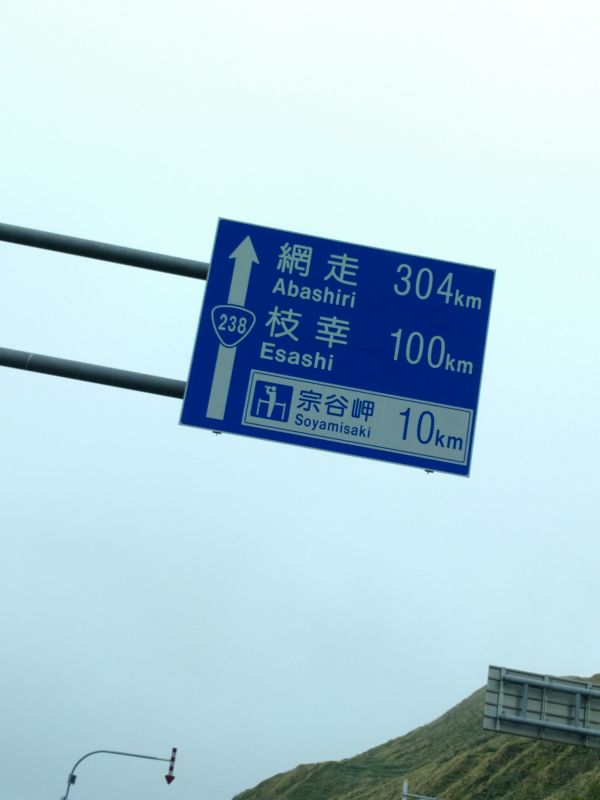 網走 304km
Abashiri
238
枝幸 100km
Esashi
宗谷岬 10km
Soyamisaki